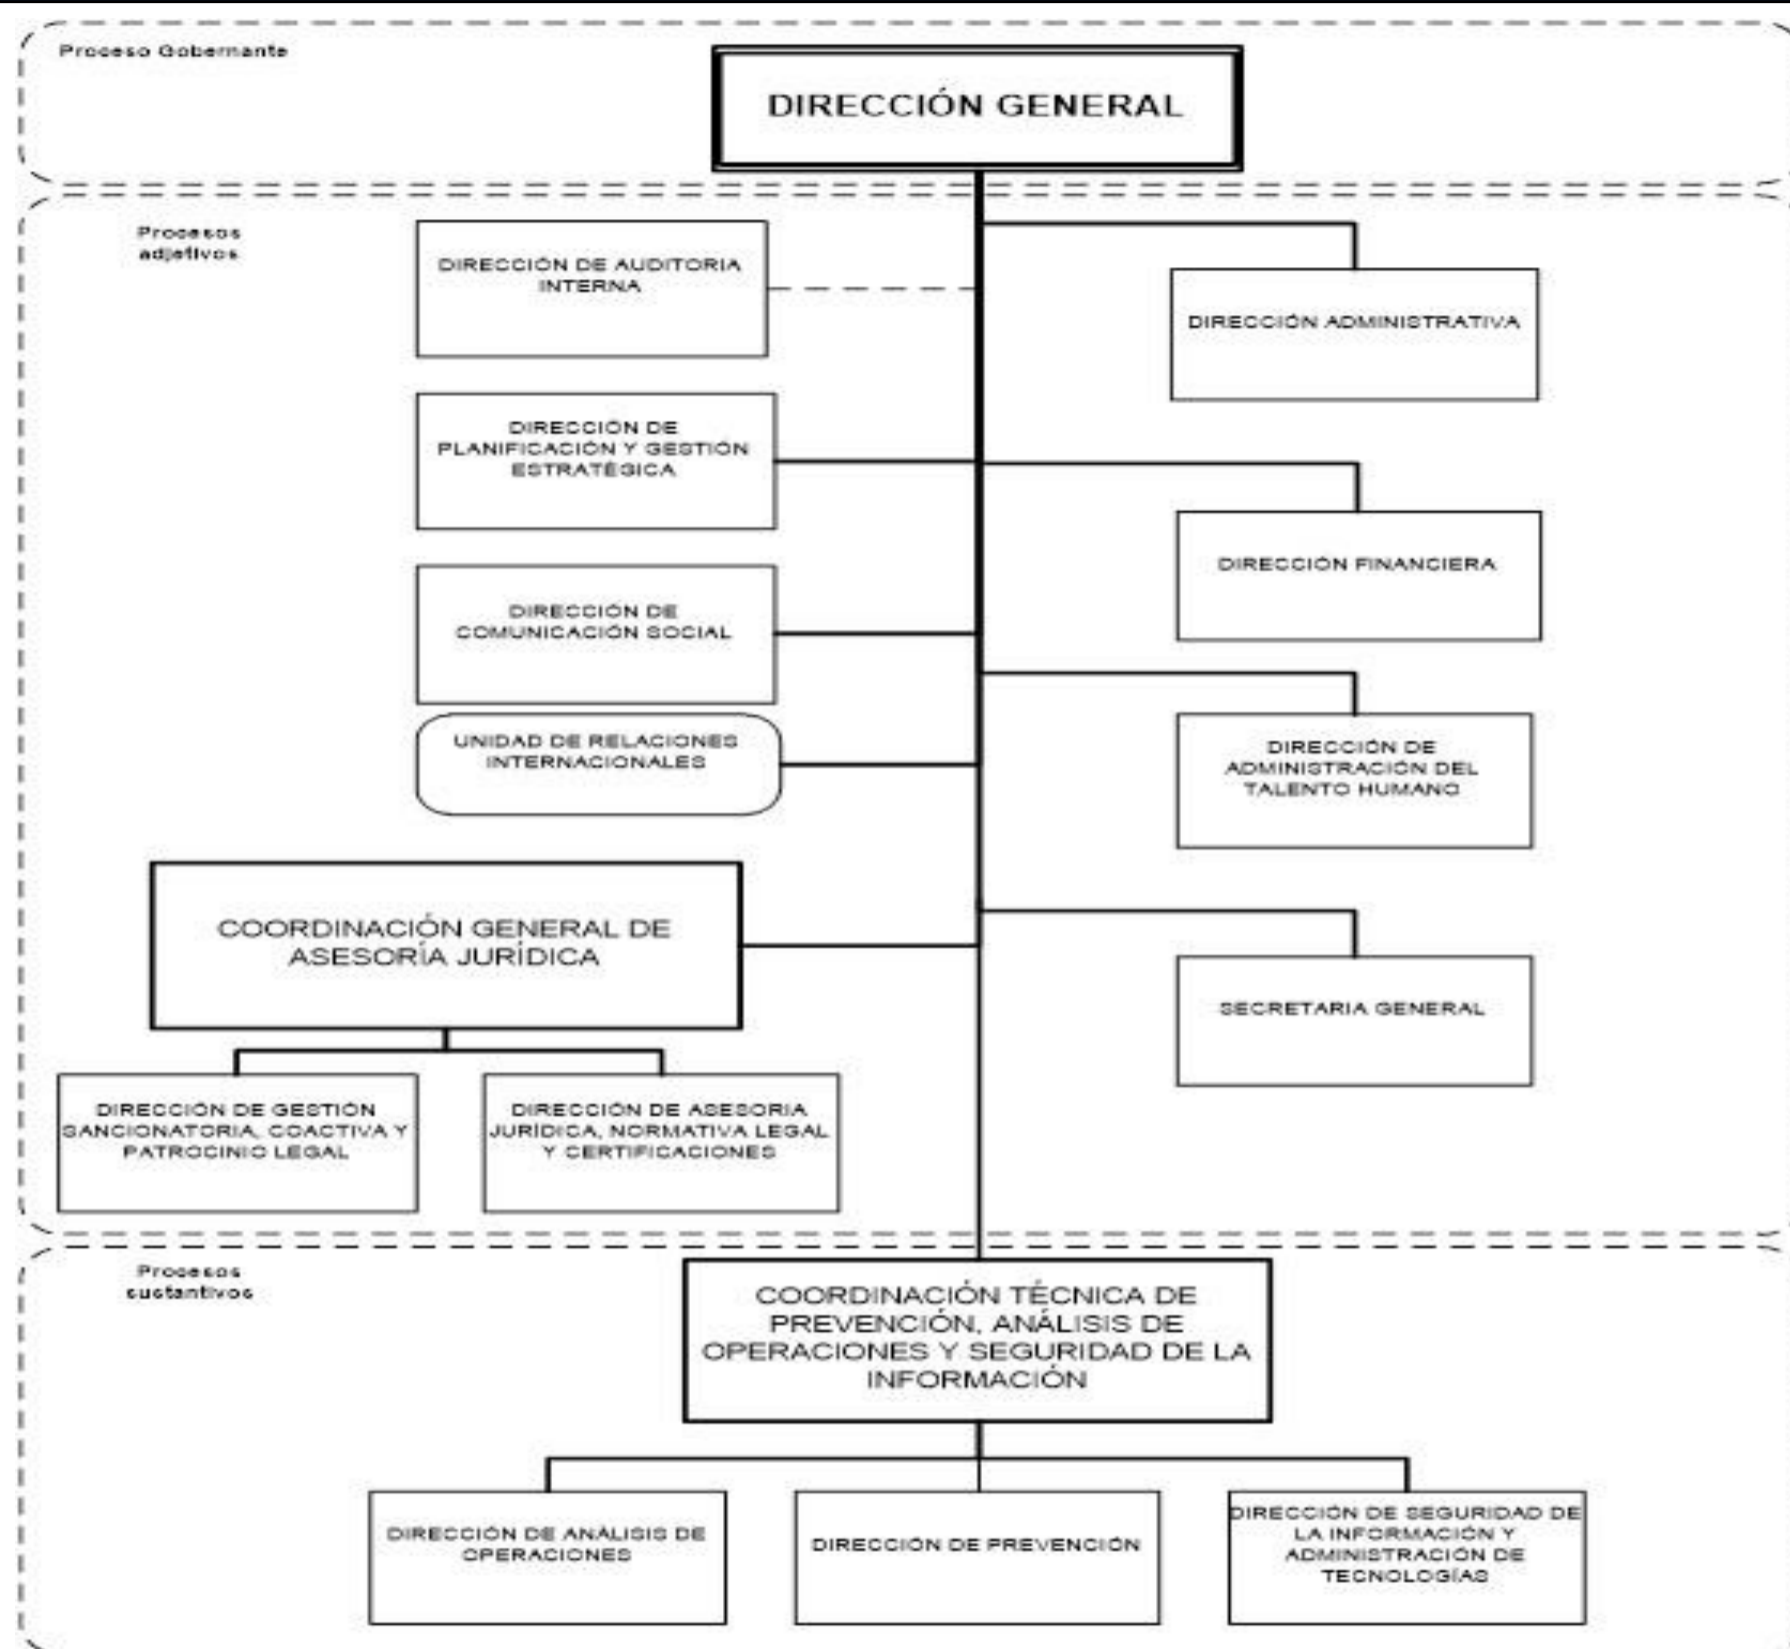 Proceso Gobernante
DIRECCIÓN GENERAL
Procesos
adjetivos
DIRECCIÓN DE AUDITORIA
INTERNA
DIRECCIÓN ADMINISTRATIVA
DIRECCIÓN DE
PLANIFICACIÓN Y GESTIÓN
ESTRATÉGICA
DIRECCIÓN FINANCIERA
DIRECCIÓN DE
COMUNICACIÓN SOCIAL
UNIDAD DE RELACIONES
INTERNACIONALES
DIRECCIÓN DE
ADMINISTRACIÓN DEL
TALENTO HUMANO
COORDINACIÓN GENERAL DE
ASESORÍA JURÍDICA
SECRETARIA GENERAL
DIRECCIÓN DE GESTIÓN
SANCIONATORIA, COACTIVA Y
PATROCINIO LEGAL
DIRECCIÓN DE ASESORIA
JURÍDICA, NORMATIVA LEGAL
Y CERTIFICACIONES
Procesos
sustantivos
COORDINACIÓN TÉCNICA DE
PREVENCIÓN, ANÁLISIS DE
OPERACIONES Y SEGURIDAD DE LA
INFORMACIÓN
DIRECCIÓN DE ANÁLISIS DE
OPERACIONES
DIRECCIÓN DE PREVENCIÓN
DIRECCIÓN DE SEGURIDAD DE
LA INFORMACIÓN Y
ADMINISTRACIÓN DE
TECNOLOGÍAS